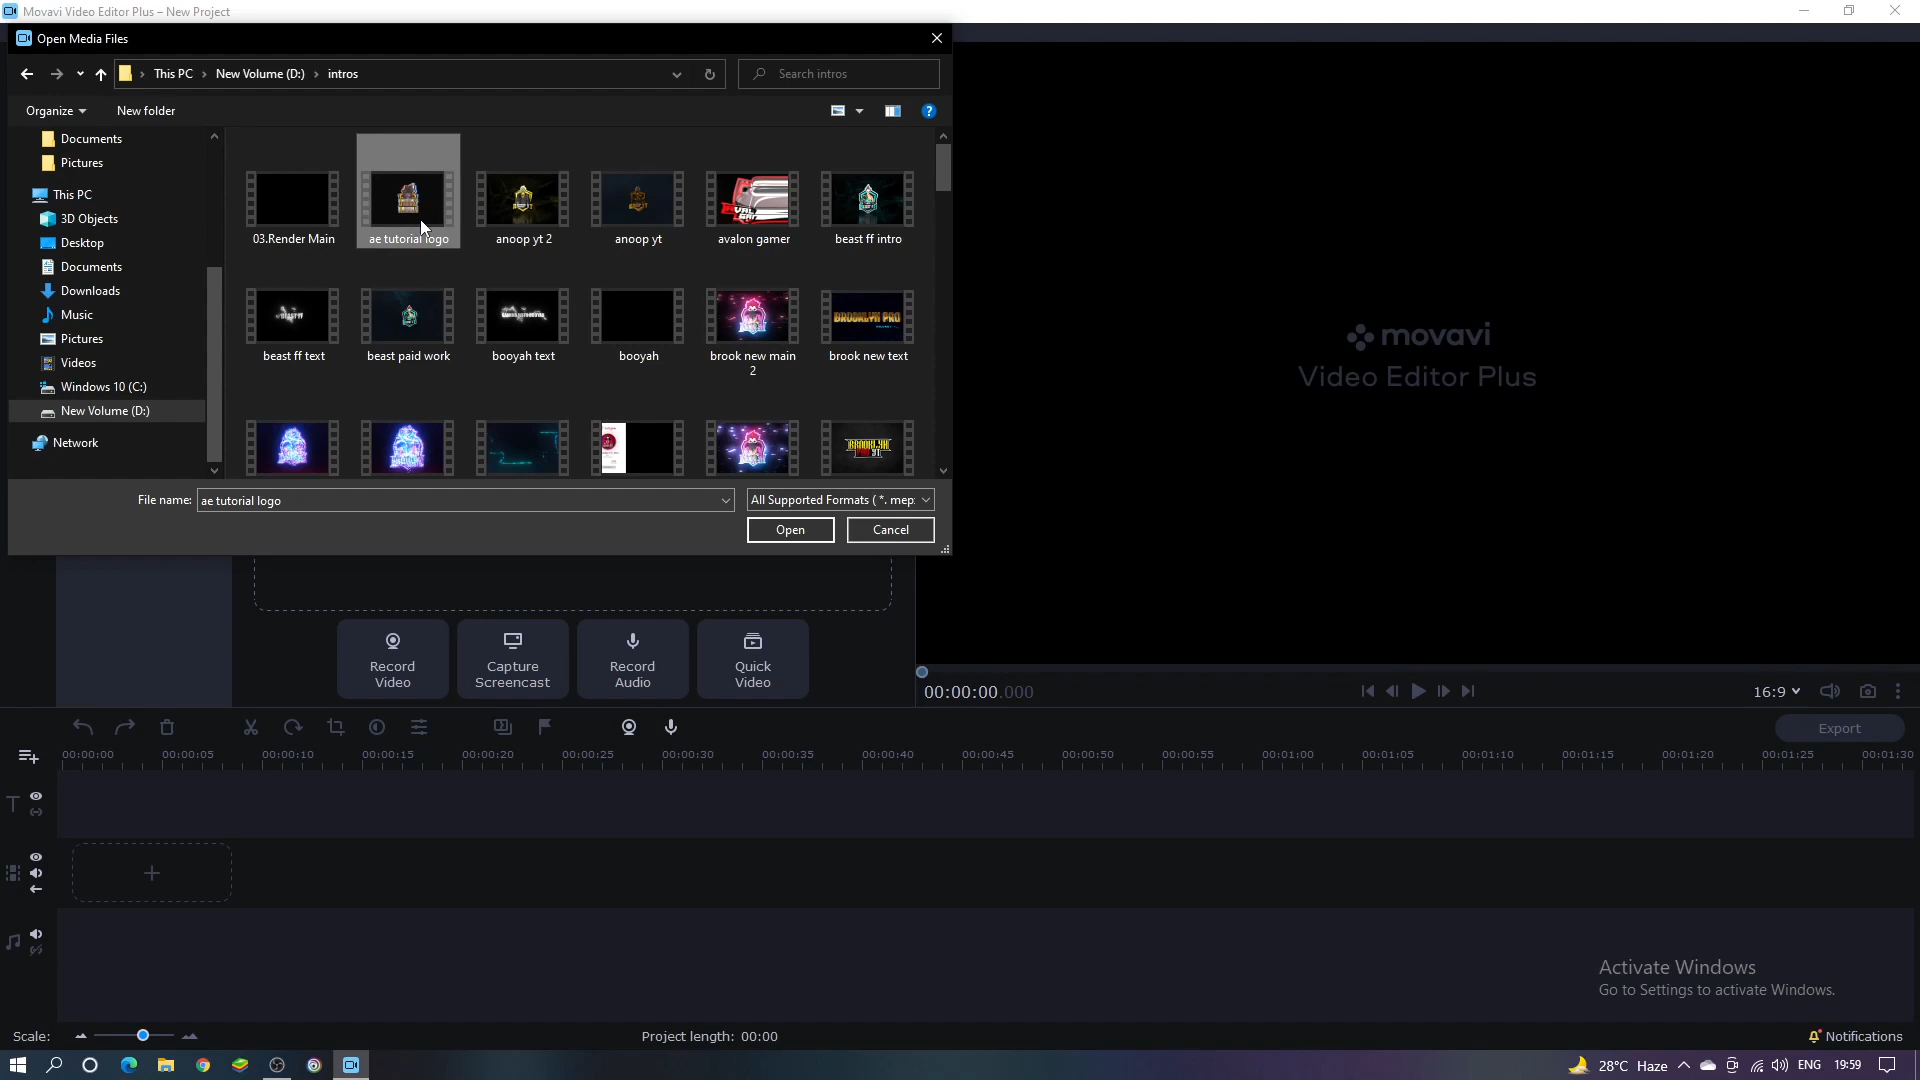 Movavi Video Editor Plus – New Project
Open Media Files
This PC
New Volume (D:)
intros
Search intros
Organize
New folder
Documents
Pictures
This PC
3D Objects
Desktop
Documents
Downloads
Music
Pictures
Videos
Windows 10 (C:)
New Volume (D:)
Network
03.Render Main
ae tutorial logo
anoop yt 2
anoop yt
avalon gamer
beast ff intro
beast ff text
beast paid work
booyah text
booyah
brook new main
2
brook new text
BROOKLYN PRO
BROOKLYN
File name:
ae tutorial logo
All Supported Formats ( *. mep
Open
Cancel
movavi
Video Editor Plus
Record
Video
Capture
Screencast
Record
Audio
Quick
Video
00:00:00.000
16:9
Export
00:00:00
00:00:05
00:00:10
00:00:15
00:00:20
00:00:25
00:00:30
00:00:35
00:00:40
00:00:45
00:00:50
00:00:55
00:01:00
00:01:05
00:01:10
00:01:15
00:01:20
00:01:25
00:01:30
Activate Windows
Go to Settings to activate Windows.
Scale:
Project length: 00:00
Notifications
28°C Haze
ENG
19:59